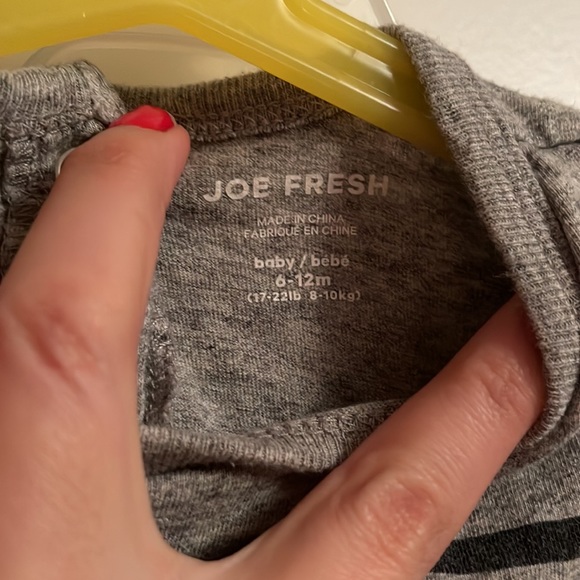 JOE FRESH
MADE IN CHINA
FABRIQUÉ EN CHINE
baby / bébé
6-12m
(17-22lb 8-10kg)